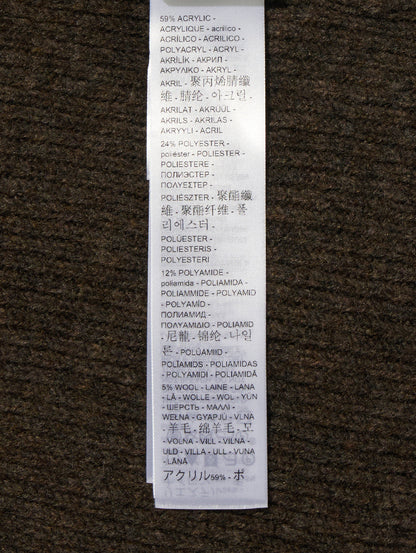 59% ACRYLIC -
ACRYLIQUE - acrílico -
ACRÍLICO - ACRILICO -
POLYACRYL - ACRYL -
AKRİLİK - АКРИЛ -
ΑΚΡΥΛΙΚΟ - AKRYL -
AKRIL - 聚丙烯腈纖
維 - 腈纶 - 아크릴 -
AKRILAT - AKRÜÜL -
AKRILS - AKRILAS -
AKRYYLI - ACRIL
24% POLYESTER -
poliéster - POLIESTER -
POLIESTERE -
ПОЛИЭСТЕР -
ΠΟΛΥΕΣΤΕΡ -
POLIÉSZTER - 聚酯纖
維 - 聚酯纤维 - 폴
리에스터 -
POLÜESTER -
POLIESTERIS -
POLYESTERI
12% POLYAMIDE -
poliamida - POLIAMIDA -
POLIAMMIDE - POLYAMID
- POLYAMİD -
ПОЛИАМИД -
ΠΟΛΥΑΜΙΔΙΟ - POLIAMID
- 尼龍 - 锦纶 - 나일
론 - POLÜAMIID -
POLĪAMĪDS - POLIAMIDAS
- POLYAMIDI - POLIAMIDĂ
5% WOOL - LAINE - LANA
- LÃ - WOLLE - WOL - YÜN
- ШЕРСТЬ - ΜΑΛΛΙ -
WEŁNA - GYAPJÚ - VLNA
- 羊毛 - 绵羊毛 - 모
- VOLNA - VILL - VILNA -
ULD - VILLA - ULL - VUNA
- LÂNĂ
アクリル59% - ポ